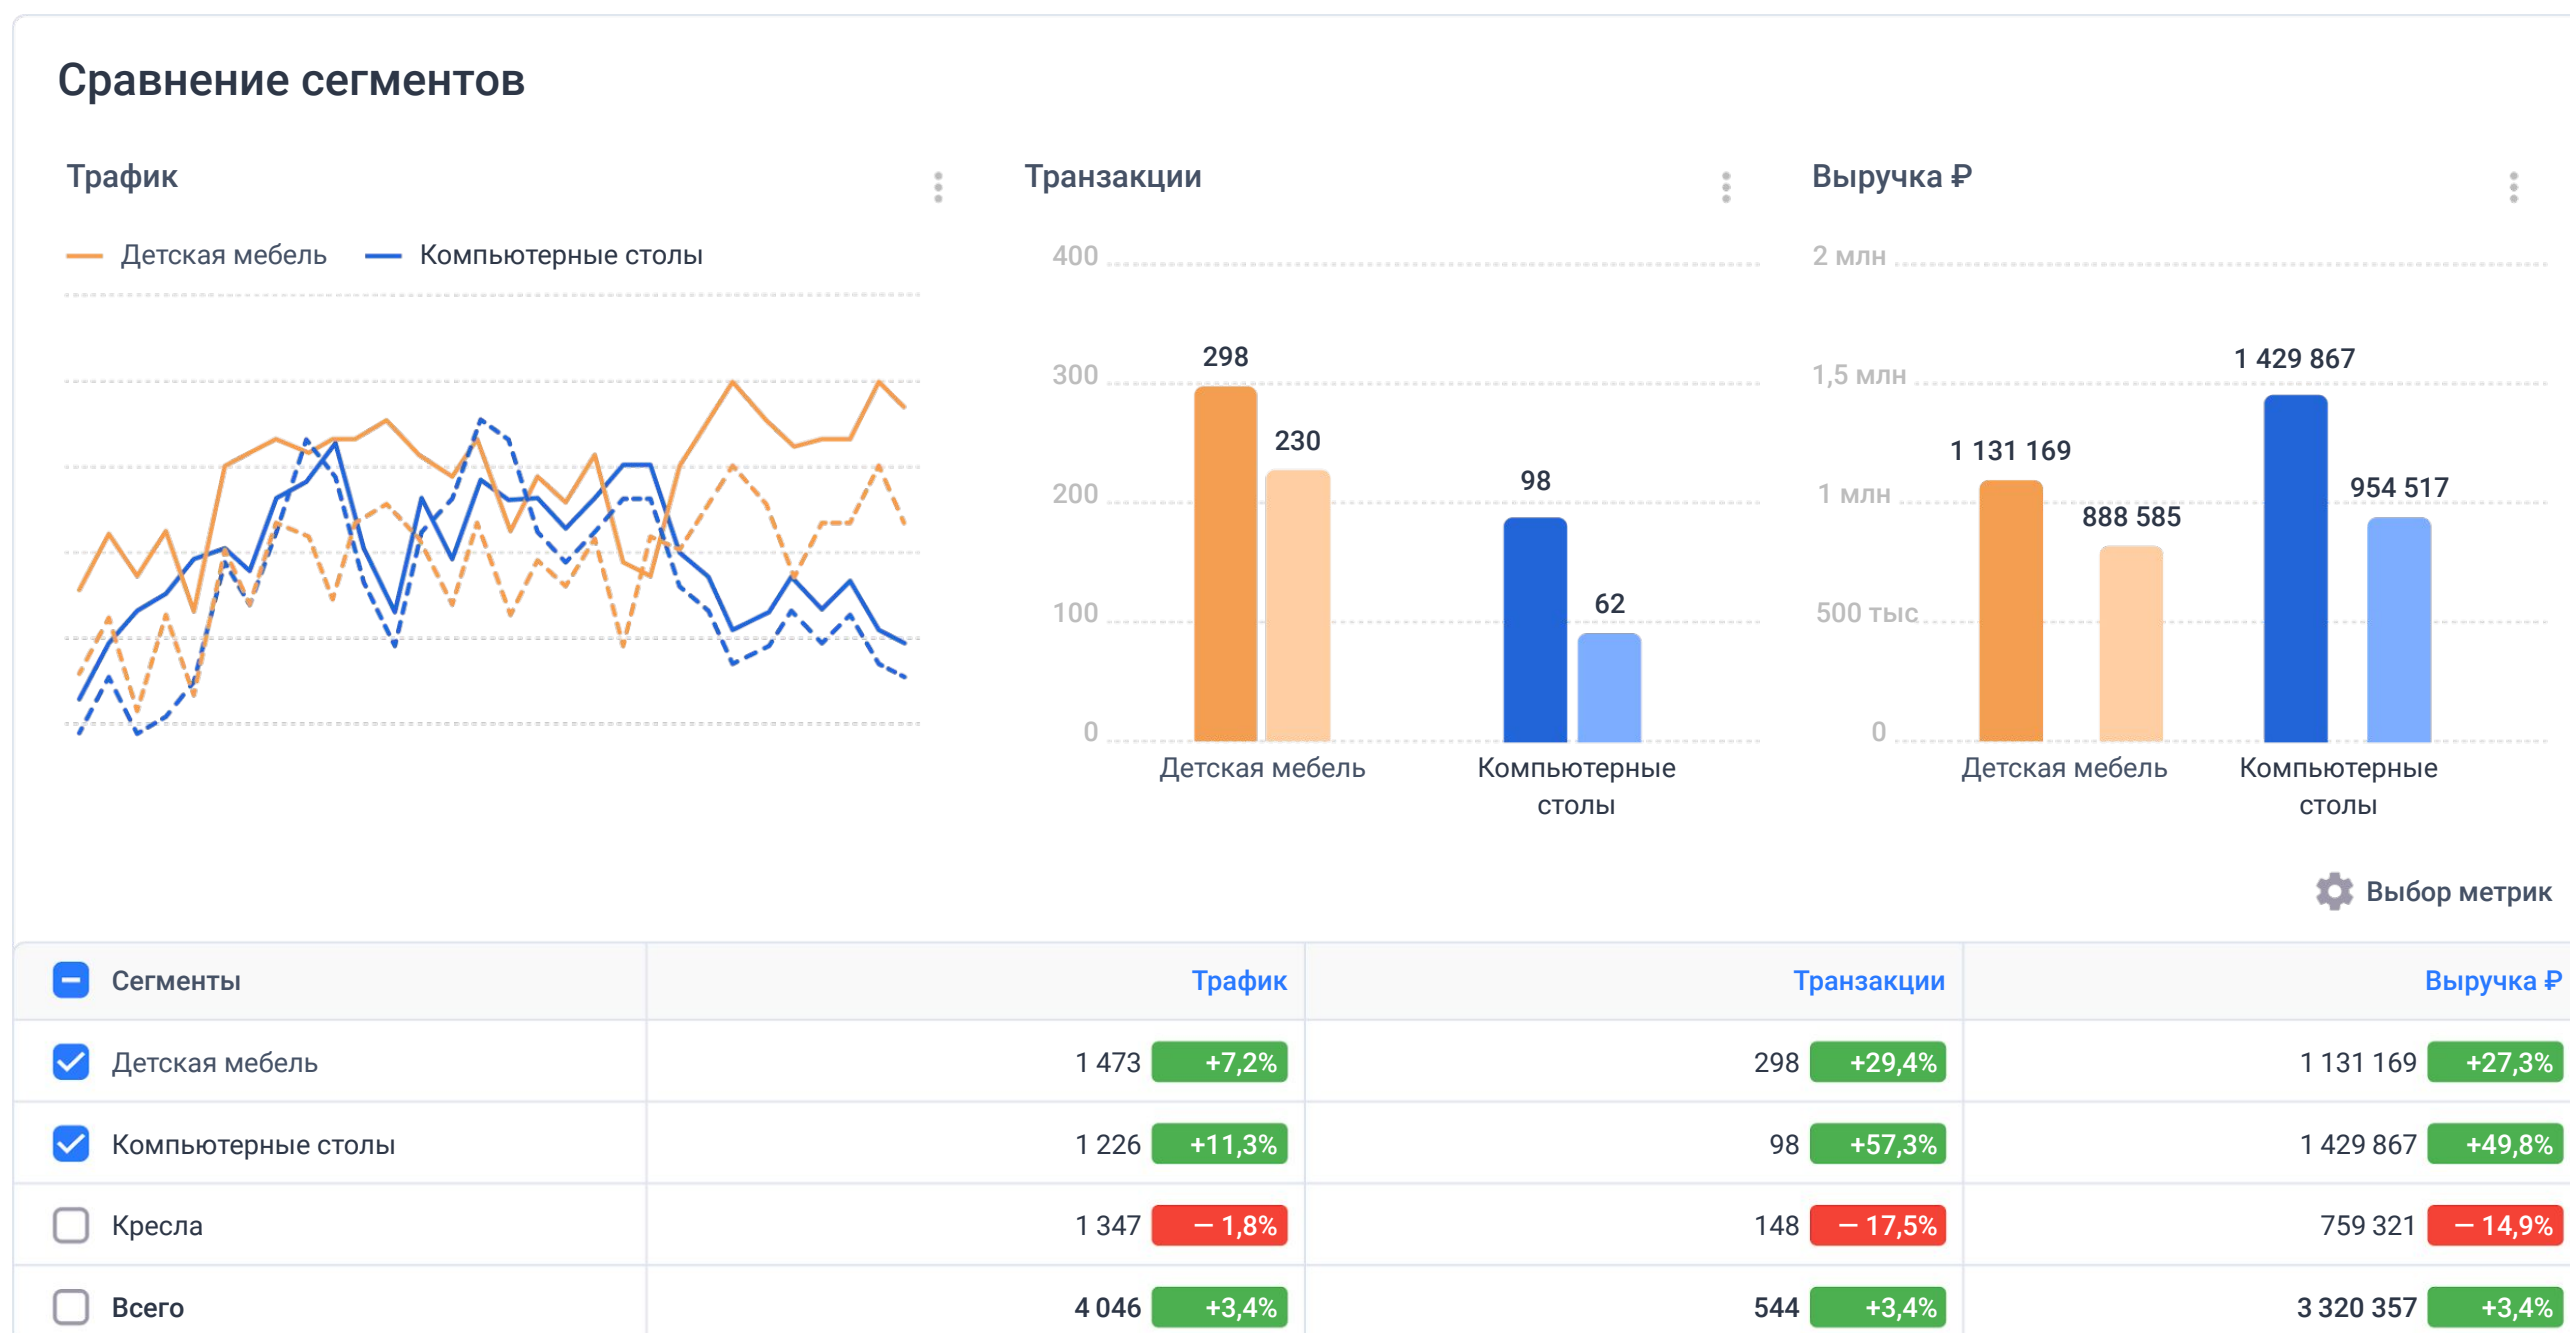 Сравнение сегментов
Трафик
Детская мебель Компьютерные столы
Транзакции
400
300
200
100
0
298
230
98
62
Детская мебель
Компьютерные
столы
Выручка ₽
2 млн
1,5 млн
1 млн
500 тыс
0
1 131 169
888 585
1 429 867
954 517
Детская мебель
Компьютерные
столы
Выбор метрик
Сегменты Трафик Транзакции Выручка ₽
Детская мебель 1 473 +7,2% 298 +29,4% 1 131 169 +27,3%
Компьютерные столы 1 226 +11,3% 98 +57,3% 1 429 867 +49,8%
Кресла 1 347 — 1,8% 148 — 17,5% 759 321 — 14,9%
Всего 4 046 +3,4% 544 +3,4% 3 320 357 +3,4%